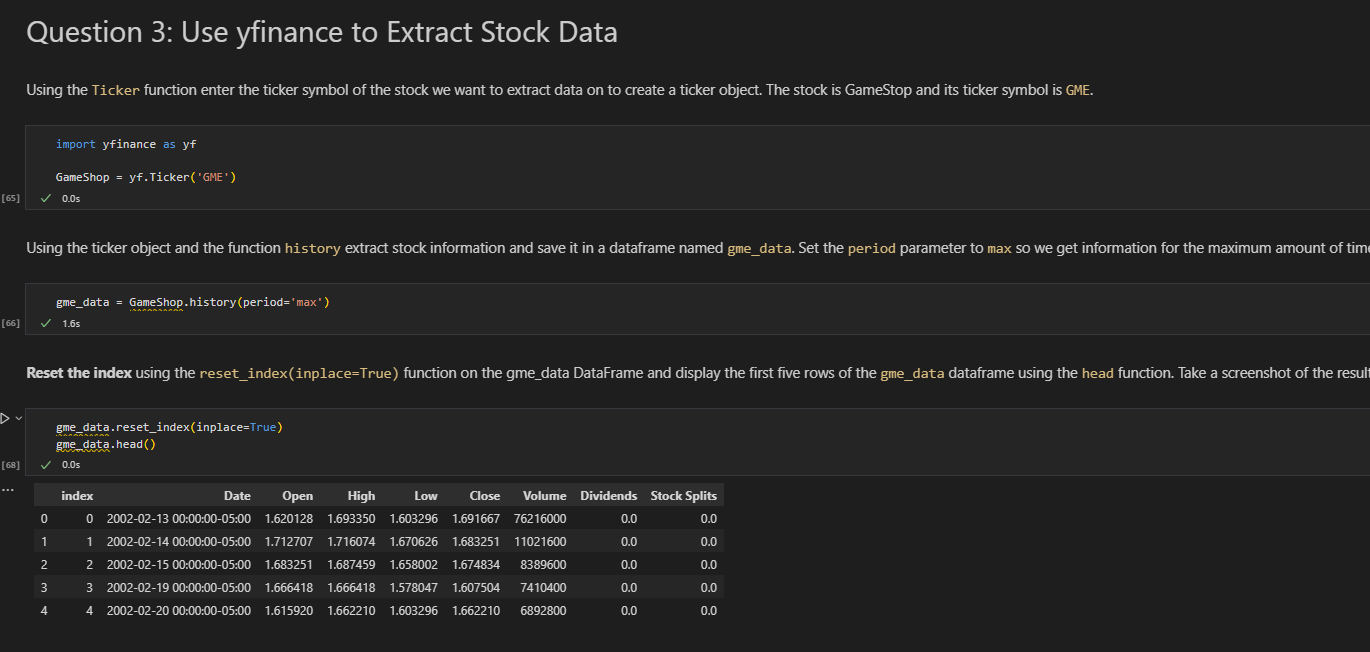 Question 3: Use yfinance to Extract Stock Data
Using the Ticker function enter the ticker symbol of the stock we want to extract data on to create a ticker object. The stock is GameStop and its ticker symbol is GME.
import yfinance as yf
GameShop = yf.Ticker('GME')
[65] 0.0s
Using the ticker object and the function history extract stock information and save it in a dataframe named gme_data. Set the period parameter to max so we get information for the maximum amount of
gme_data = GameShop.history(period='max')
[66] 1.6s
Reset the index using the reset_index(inplace=True) function on the gme_data DataFrame and display the first five rows of the gme_data dataframe using the head function. Take a screenshot of the
gme_data.reset_index(inplace=True)
gme_data.head()
[68] 0.0s
...
index Date Open High Low Close Volume Dividends Stock Splits
0 0 2002-02-13 00:00:00-05:00 1.620128 1.693350 1.603296 1.691667 76216000 0.0 0.0
1 1 2002-02-14 00:00:00-05:00 1.712707 1.716074 1.670626 1.683251 11021600 0.0 0.0
2 2 2002-02-15 00:00:00-05:00 1.683251 1.687459 1.658002 1.674834 8389600 0.0 0.0
3 3 2002-02-19 00:00:00-05:00 1.666418 1.666418 1.578047 1.607504 7410400 0.0 0.0
4 4 2002-02-20 00:00:00-05:00 1.615920 1.662210 1.603296 1.662210 6892800 0.0 0.0